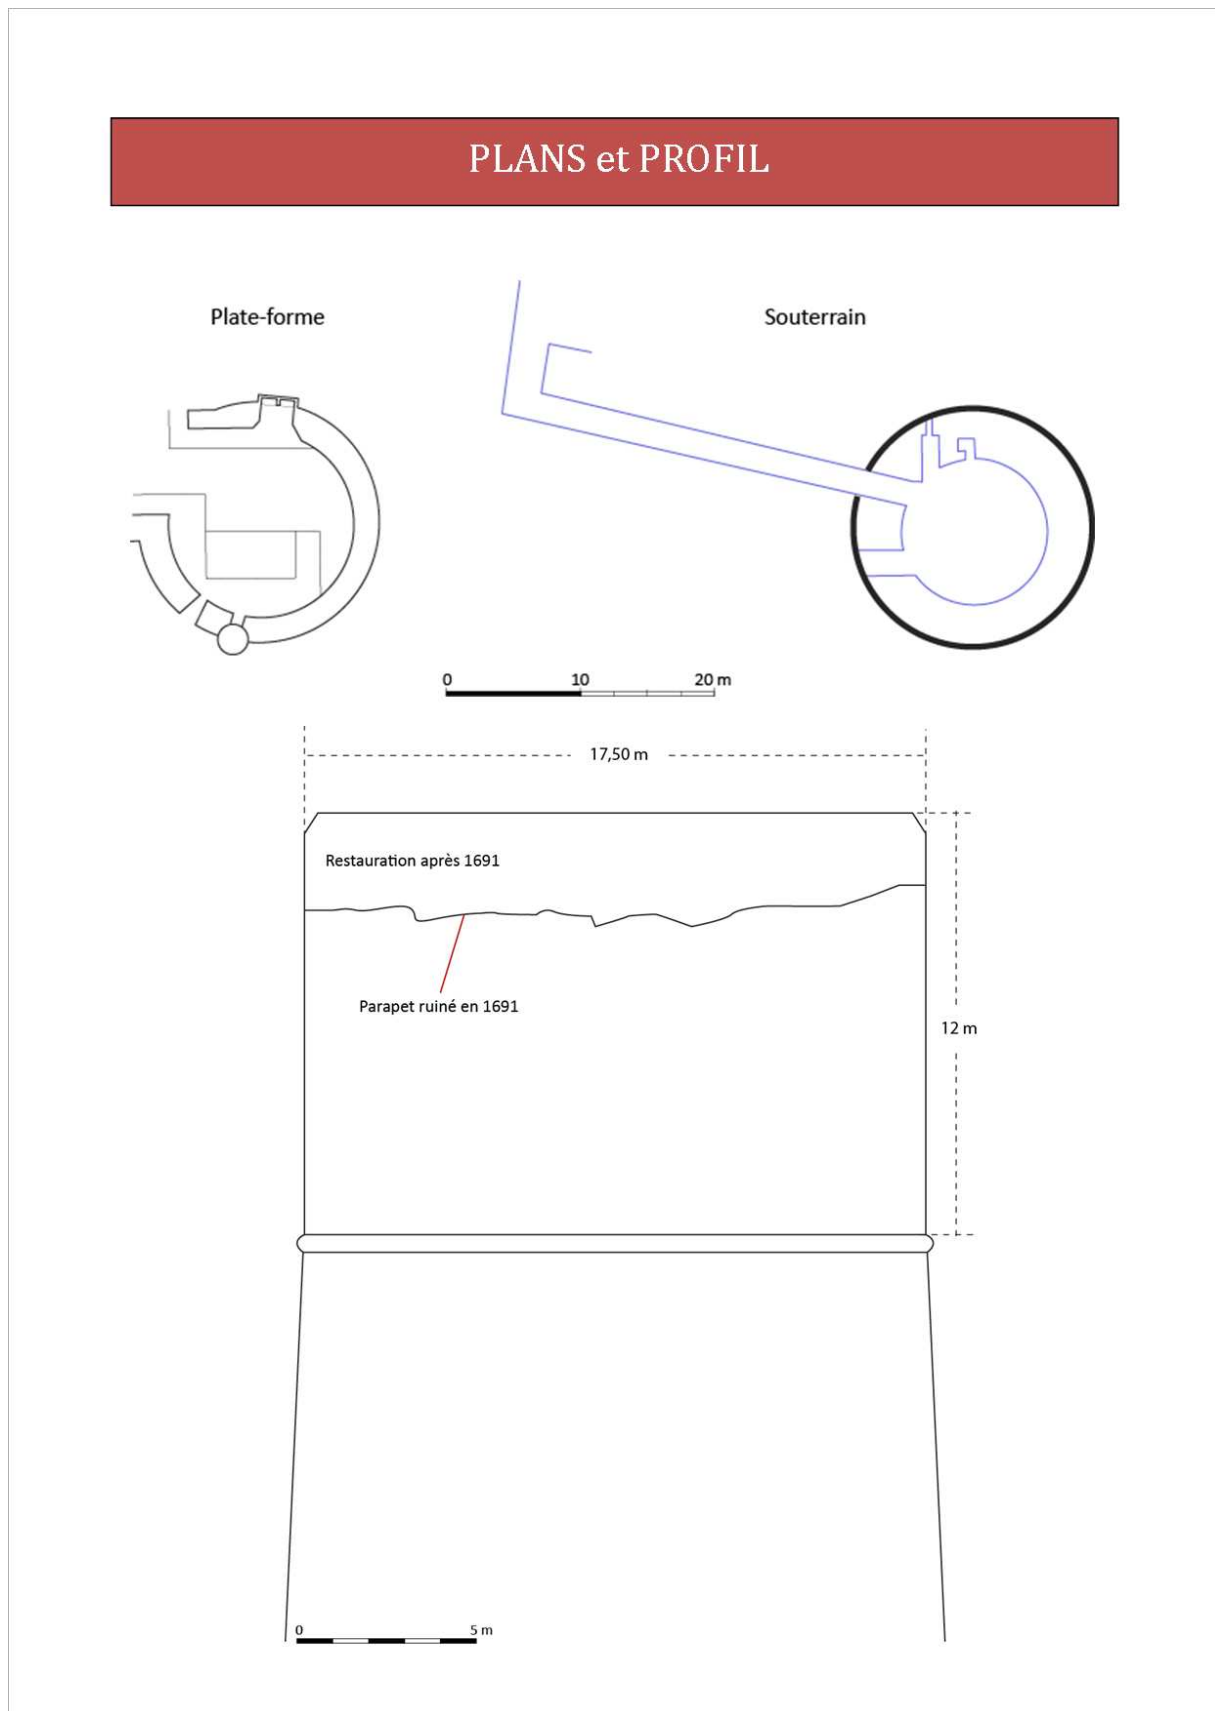 PLANS et PROFIL
Plate-forme
Souterrain
0 10 20 m
17,50 m
Restauration après 1691
Parapet ruiné en 1691
12 m
0 5 m